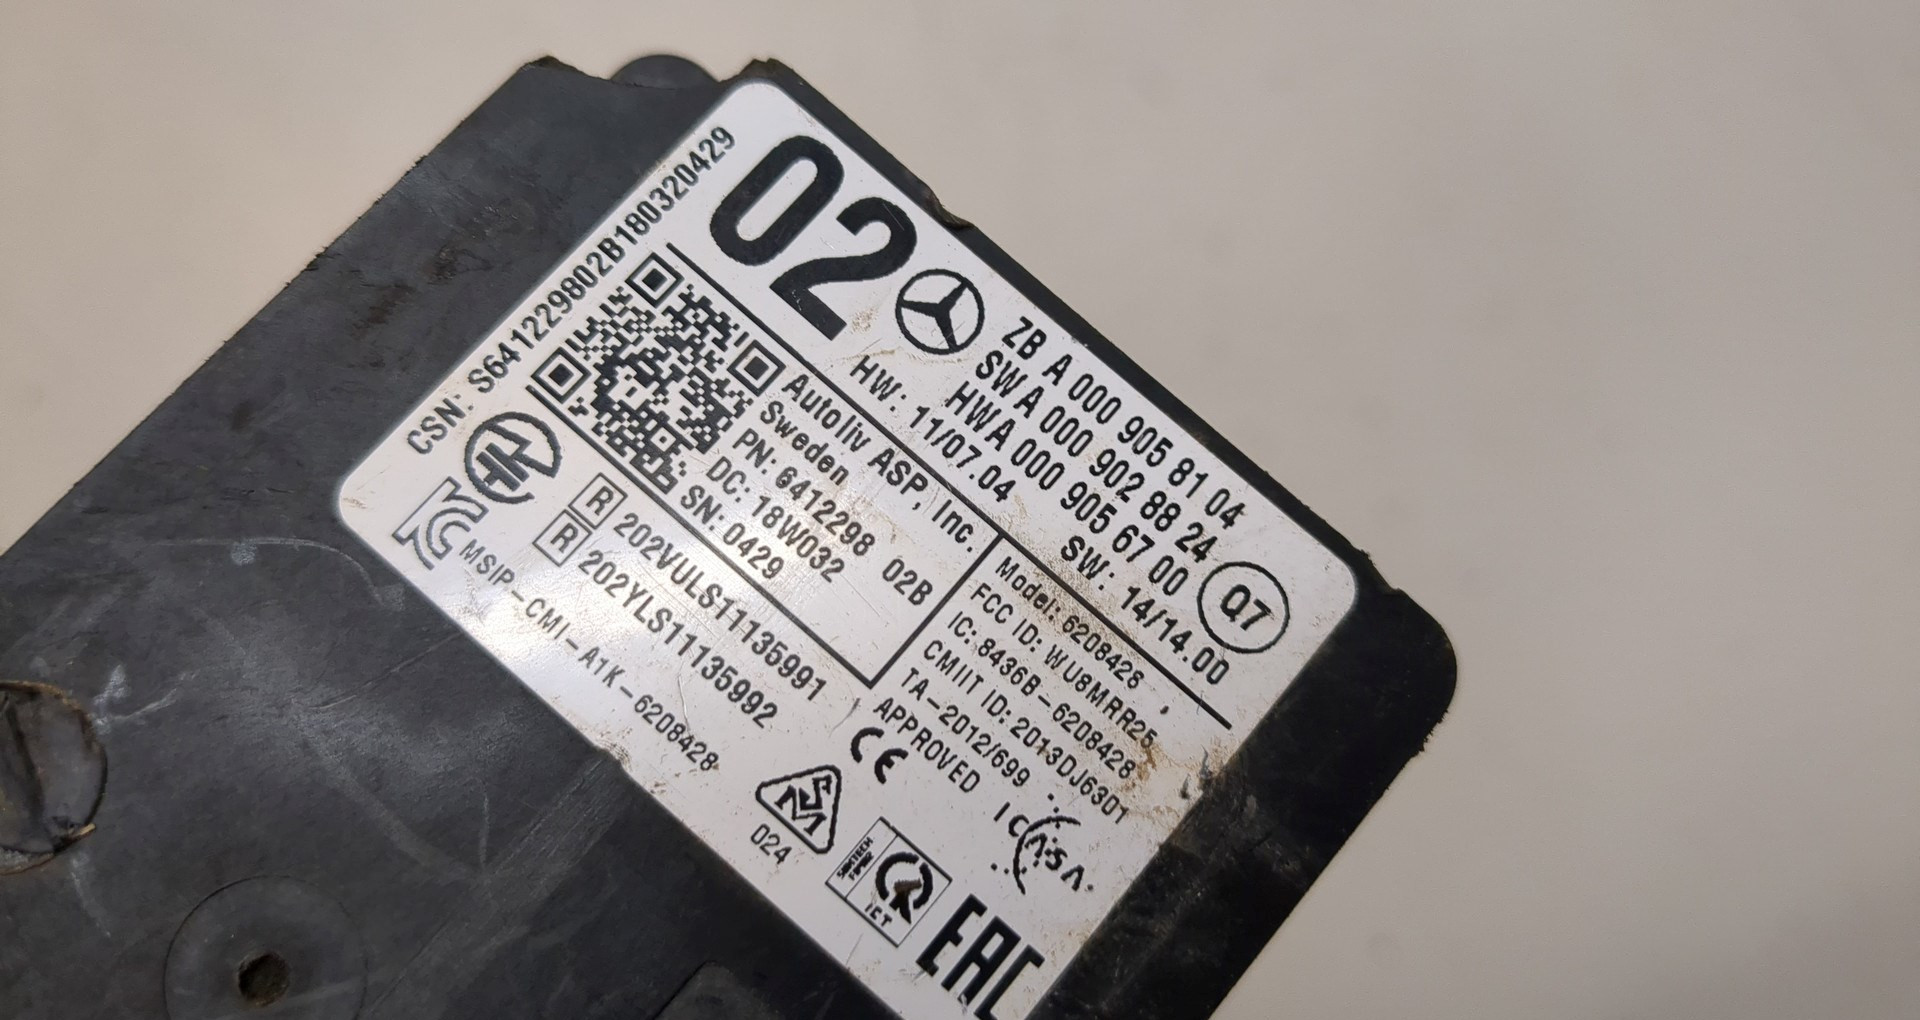 CSN: S641229802B180320429
02
ZB A 000 905 81 04
SW A 000 902 88 24
HW A 000 905 67 00
HW: 11/07.04 SW: 14/14.00
Q7
Autoliv ASP, Inc.
Sweden
PN: 6412298 02B
DC: 18W032
SN: 0429
Model: 6208428
FCC ID: WU8MRR25
IC: 8436B-6208428
CMIIT ID: 2013DJ6301
TA-2012/699
APPROVED
ICASA
R 202VULS11135991
R 202YLS11135992
MSIP-CMI-A1K-6208428
CE
024
EAC